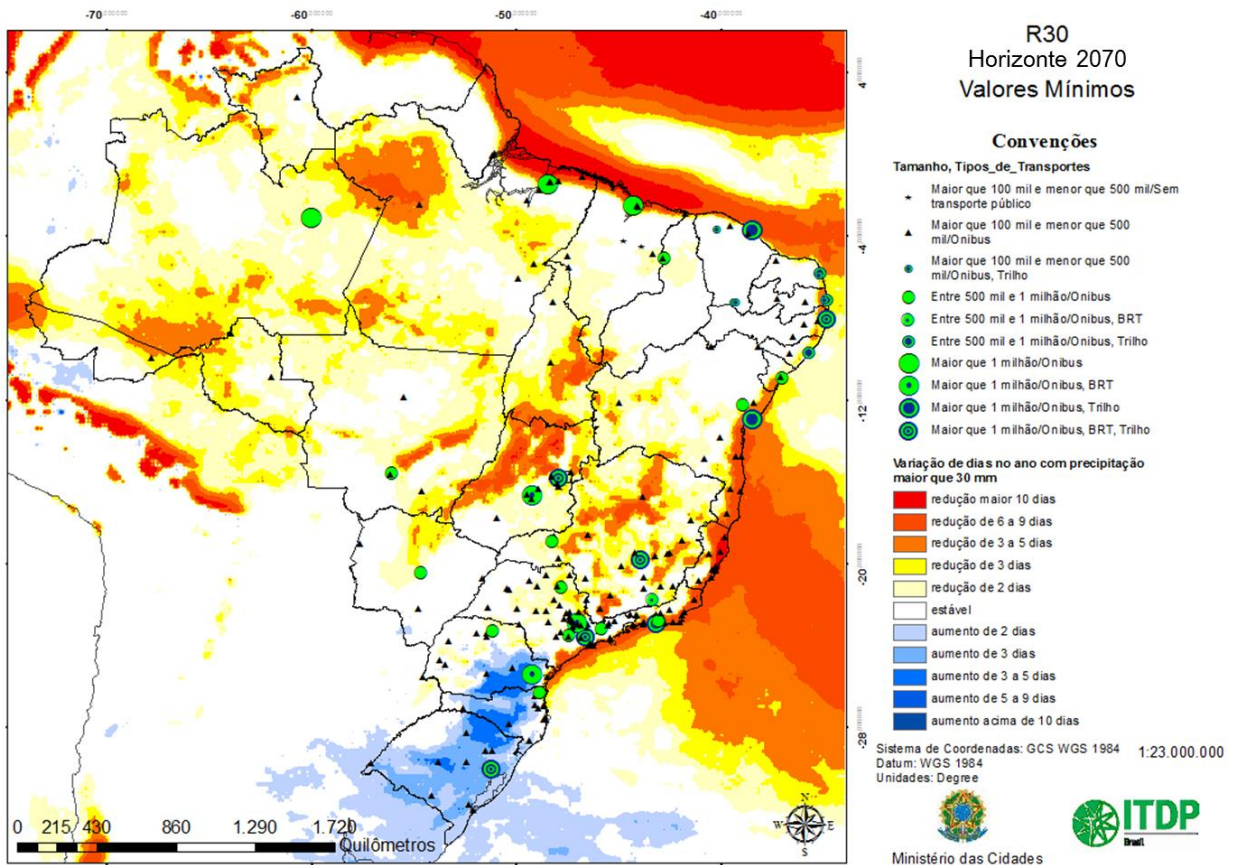 -70
-60
-50
-40
R30
Horizonte 2070
Valores Mínimos
Convenções
Tamanho, Tipos_de_Transportes
Maior que 100 mil e menor que 500 mil/Sem
transporte público
Maior que 100 mil e menor que 500
mil/Onibus
Maior que 100 mil e menor que 500
mil/Onibus, Trilho
Entre 500 mil e 1 milhão/Onibus
Entre 500 mil e 1 milhão/Onibus, BRT
Entre 500 mil e 1 milhão/Onibus, Trilho
Maior que 1 milhão/Onibus
Maior que 1 milhão/Onibus, BRT
Maior que 1 milhão/Onibus, Trilho
Maior que 1 milhão/Onibus, BRT, Trilho
Variação de dias no ano com precipitação
maior que 30 mm
redução maior 10 dias
redução de 6 a 9 dias
redução de 3 a 5 dias
redução de 3 dias
redução de 2 dias
estável
aumento de 2 dias
aumento de 3 dias
aumento de 3 a 5 dias
aumento de 5 a 9 dias
aumento acima de 10 dias
4
-4
-12
-20
-28
Sistema de Coordenadas: GCS WGS 1984 1:23.000.000
Datum: WGS 1984
Unidades: Degree
N
W E
S
0 215 430 860 1.290 1.720
Quilômetros
ITDP
Brasil
Ministério das Cidades